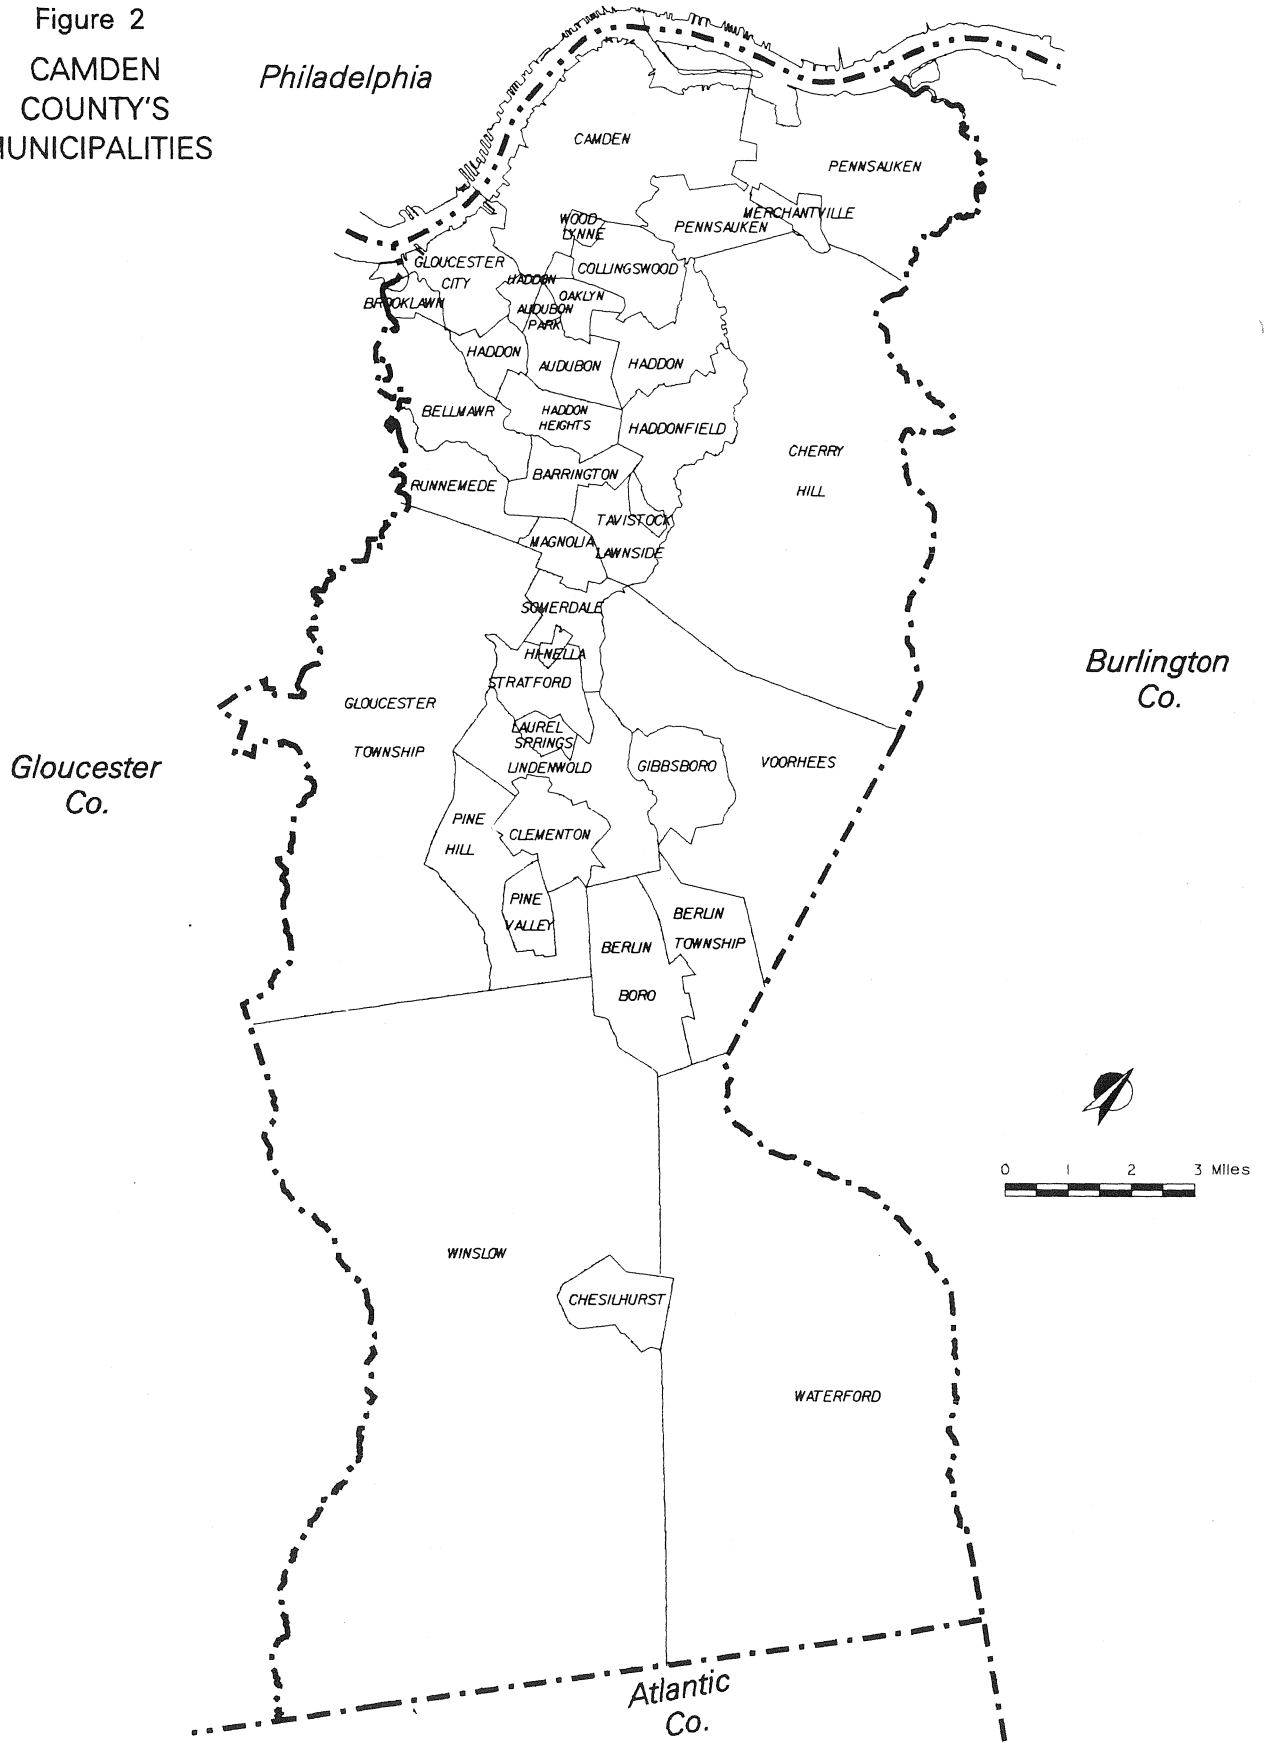 Figure 2
CAMDEN
COUNTY'S
UNICIPALITIES
Philadelphia
CAMDEN
PENNSAUKEN
MERCHANTVILLE
WOOD
LYNNE
PENNSAUKEN
GLOUCESTER
CITY
COLLINGSWOOD
HADDON
OAKLYN
BROOKLAWN
AUDUBON
PARK
HADDON
AUDUBON
HADDON
BELLMAWR
HADDON
HEIGHTS
HADDONFIELD
CHERRY
HILL
BARRINGTON
RUNNEMEDE
TAVISTOCK
MAGNOLIA
LAWNSIDE
SOMERDALE
STRATFORD
Burlington
Co.
GLOUCESTER
TOWNSHIP
LAUREL
SPRINGS
LINDENWOLD
GIBBSBORO
VOORHEES
Gloucester
Co.
PINE
HILL
CLEMENTON
PINE
VALLEY
BERLIN
TOWNSHIP
BERLIN
BORO
0 1 2 3 Miles
WINSLOW
CHESILHURST
WATERFORD
Atlantic
Co.